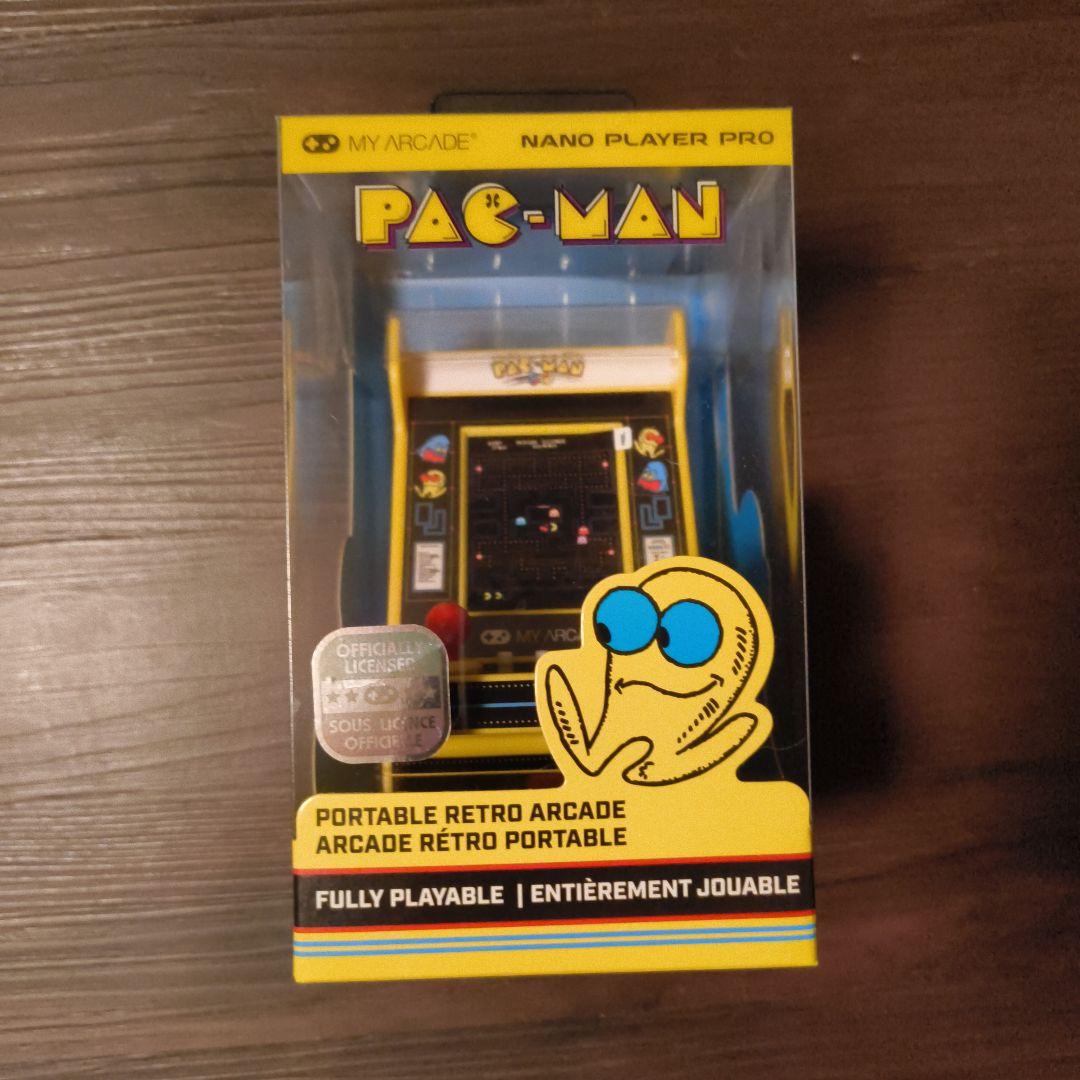 MY ARCADE®
NANO PLAYER PRO
PAC-MAN
PAC-MAN
MY ARC
OFFICIALLY
LICENSED
SOUS LICENCE
OFFICIELLE
PORTABLE RETRO ARCADE
ARCADE RÉTRO PORTABLE
FULLY PLAYABLE | ENTIÈREMENT JOUABLE